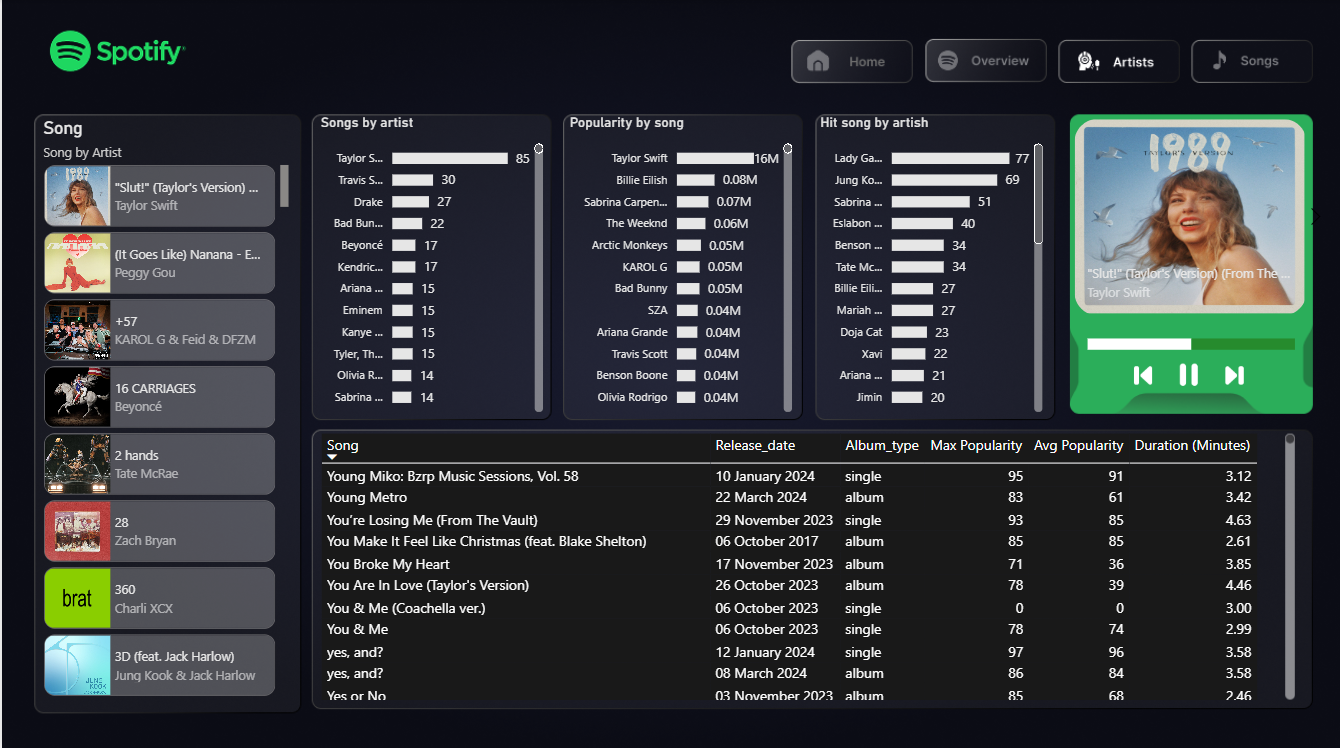 Spotify
Home
Overview
Artists
Songs
Song
Song by Artist
"Slut!" (Taylor's Version) ...
Taylor Swift
(It Goes Like) Nanana - E...
Peggy Gou
+57
KAROL G & Feid & DFZM
16 CARRIAGES
Beyoncé
2 hands
Tate McRae
28
Zach Bryan
brat
360
Charli XCX
3D (feat. Jack Harlow)
Jung Kook & Jack Harlow
JUNG
KOOK
Songs by artist
Taylor S... 85
Travis S... 30
Drake 27
Bad Bun... 22
Beyoncé 17
Kendric... 17
Ariana ... 15
Eminem 15
Kanye ... 15
Tyler, Th... 15
Olivia R... 14
Sabrina ... 14
Popularity by song
Taylor Swift 16M
Billie Eilish 0.08M
Sabrina Carpen... 0.07M
The Weeknd 0.06M
Arctic Monkeys 0.05M
KAROL G 0.05M
Bad Bunny 0.05M
SZA 0.04M
Ariana Grande 0.04M
Travis Scott 0.04M
Benson Boone 0.04M
Olivia Rodrigo 0.04M
Hit song by artish
Lady Ga... 77
Jung Ko... 69
Sabrina ... 51
Eslabon ... 40
Benson ... 34
Tate Mc... 34
Billie Eili... 27
Mariah ... 27
Doja Cat 23
Xavi 22
Ariana ... 21
Jimin 20
1989
TAYLOR'S VERSION
"Slut!" (Taylor's Version) (From The ...
Taylor Swift
Song Release_date Album_type Max Popularity Avg Popularity Duration (Minutes)
Young Miko: Bzrp Music Sessions, Vol. 58 10 January 2024 single 95 91 3.12
Young Metro 22 March 2024 album 83 61 3.42
You're Losing Me (From The Vault) 29 November 2023 single 93 85 4.63
You Make It Feel Like Christmas (feat. Blake Shelton) 06 October 2017 album 85 85 2.61
You Broke My Heart 17 November 2023 album 71 36 3.85
You Are In Love (Taylor's Version) 26 October 2023 album 78 39 4.46
You & Me (Coachella ver.) 06 October 2023 single 0 0 3.00
You & Me 06 October 2023 single 78 74 2.99
yes, and? 12 January 2024 single 97 96 3.58
yes, and? 08 March 2024 album 86 84 3.58
Yes or No 03 November 2023 album 85 68 2.46